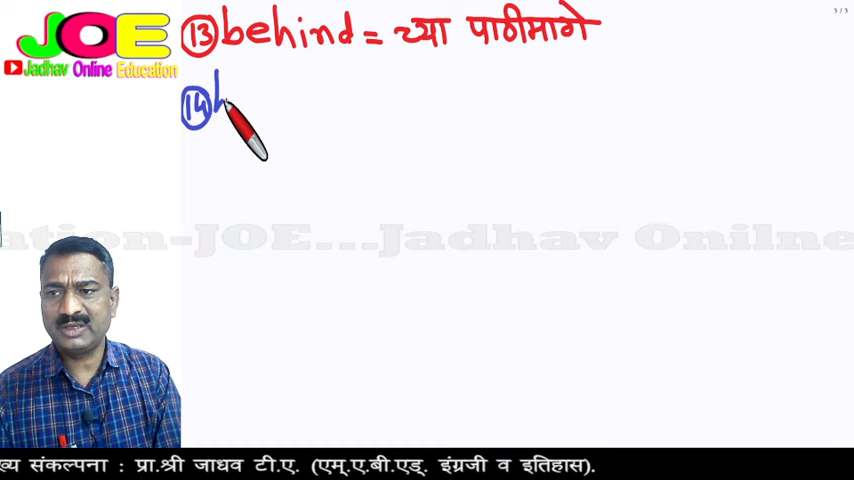 3/3
JOE
Jadhav Online Education
13 behind = च्या पाठीमागे
14
ation-JOE...Jadhav Onilne
ख्य संकल्पना : प्रा.श्री जाधव टी.ए. (एम्.ए.बी.एड्. इंग्रजी व इतिहास).